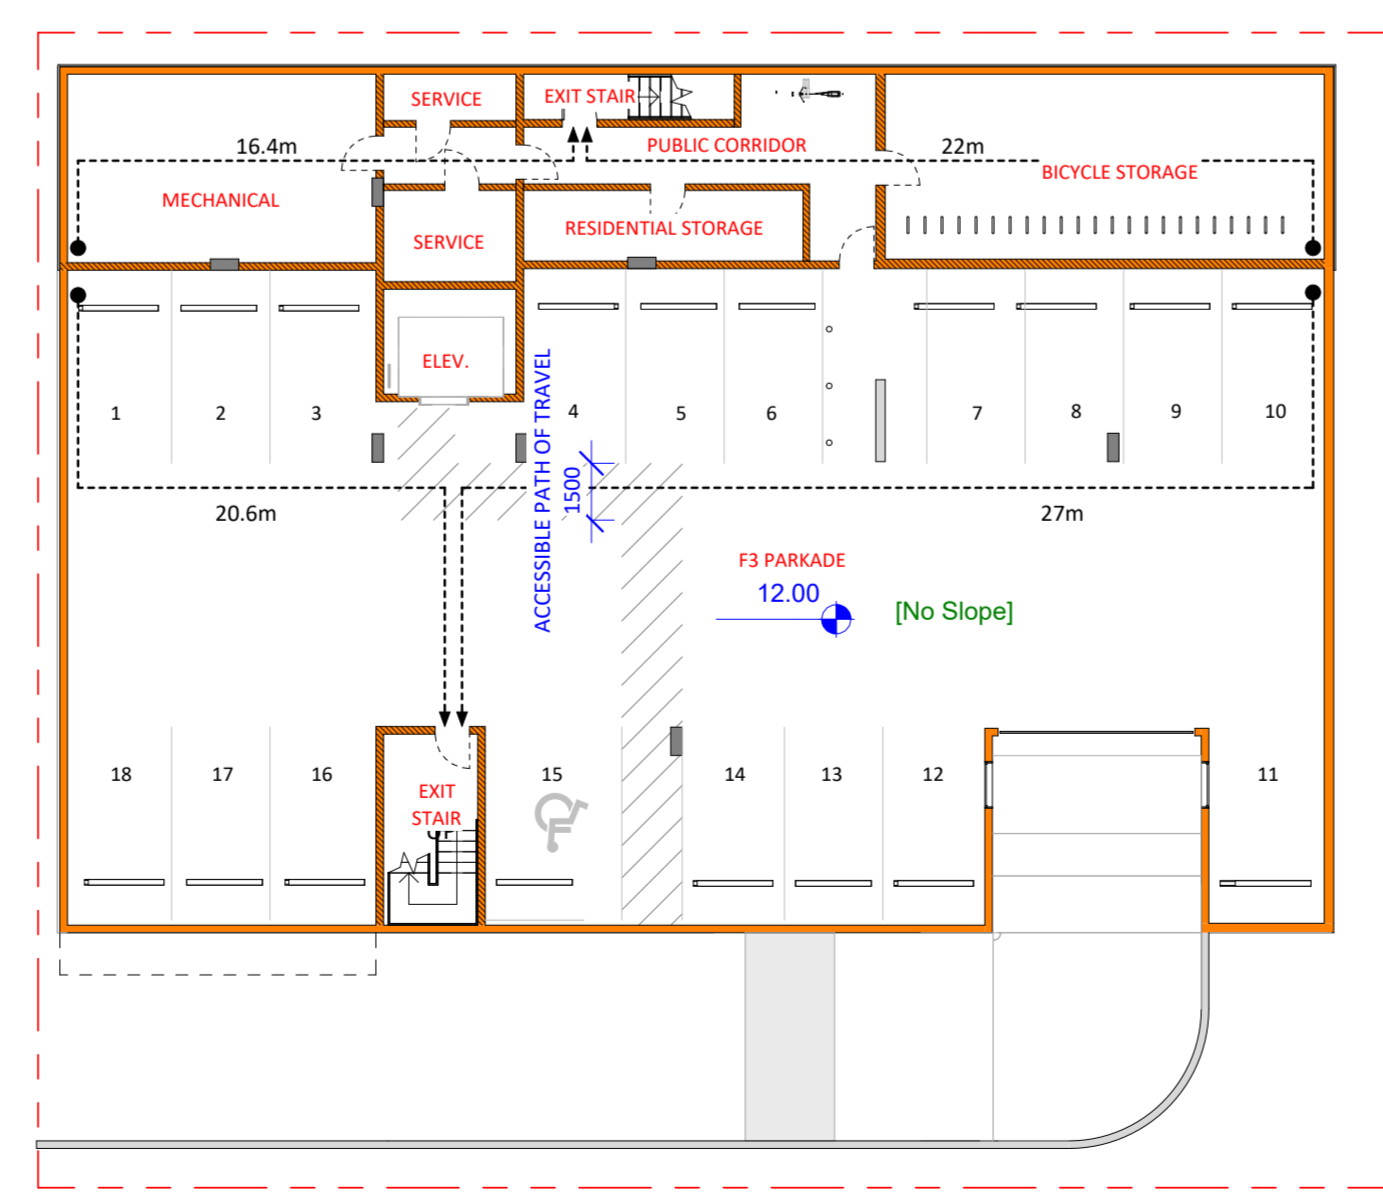 SERVICE
EXIT STAIR
16.4m
PUBLIC CORRIDOR
22m
BICYCLE STORAGE
MECHANICAL
SERVICE
RESIDENTIAL STORAGE
ELEV.
1
2
3
4
5
6
7
8
9
10
ACCESSIBLE PATH OF TRAVEL
1500
20.6m
27m
F3 PARKADE
12.00
[No Slope]
18
17
16
EXIT
STAIR
15
14
13
12
11